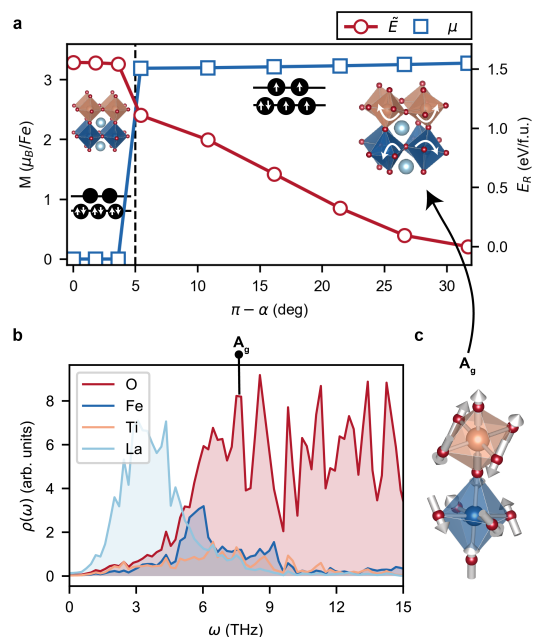 a
Ẽ μ
M (μB/Fe)
3
2
1
0
1.5
1.0
0.5
0.0
ER (eV/f.u.)
0 5 10 15 20 25 30
π − α (deg)
b
Ag
c
Ag
ρ(ω) (arb. units)
8
6
4
2
0
O
Fe
Ti
La
0 3 6 9 12 15
ω (THz)